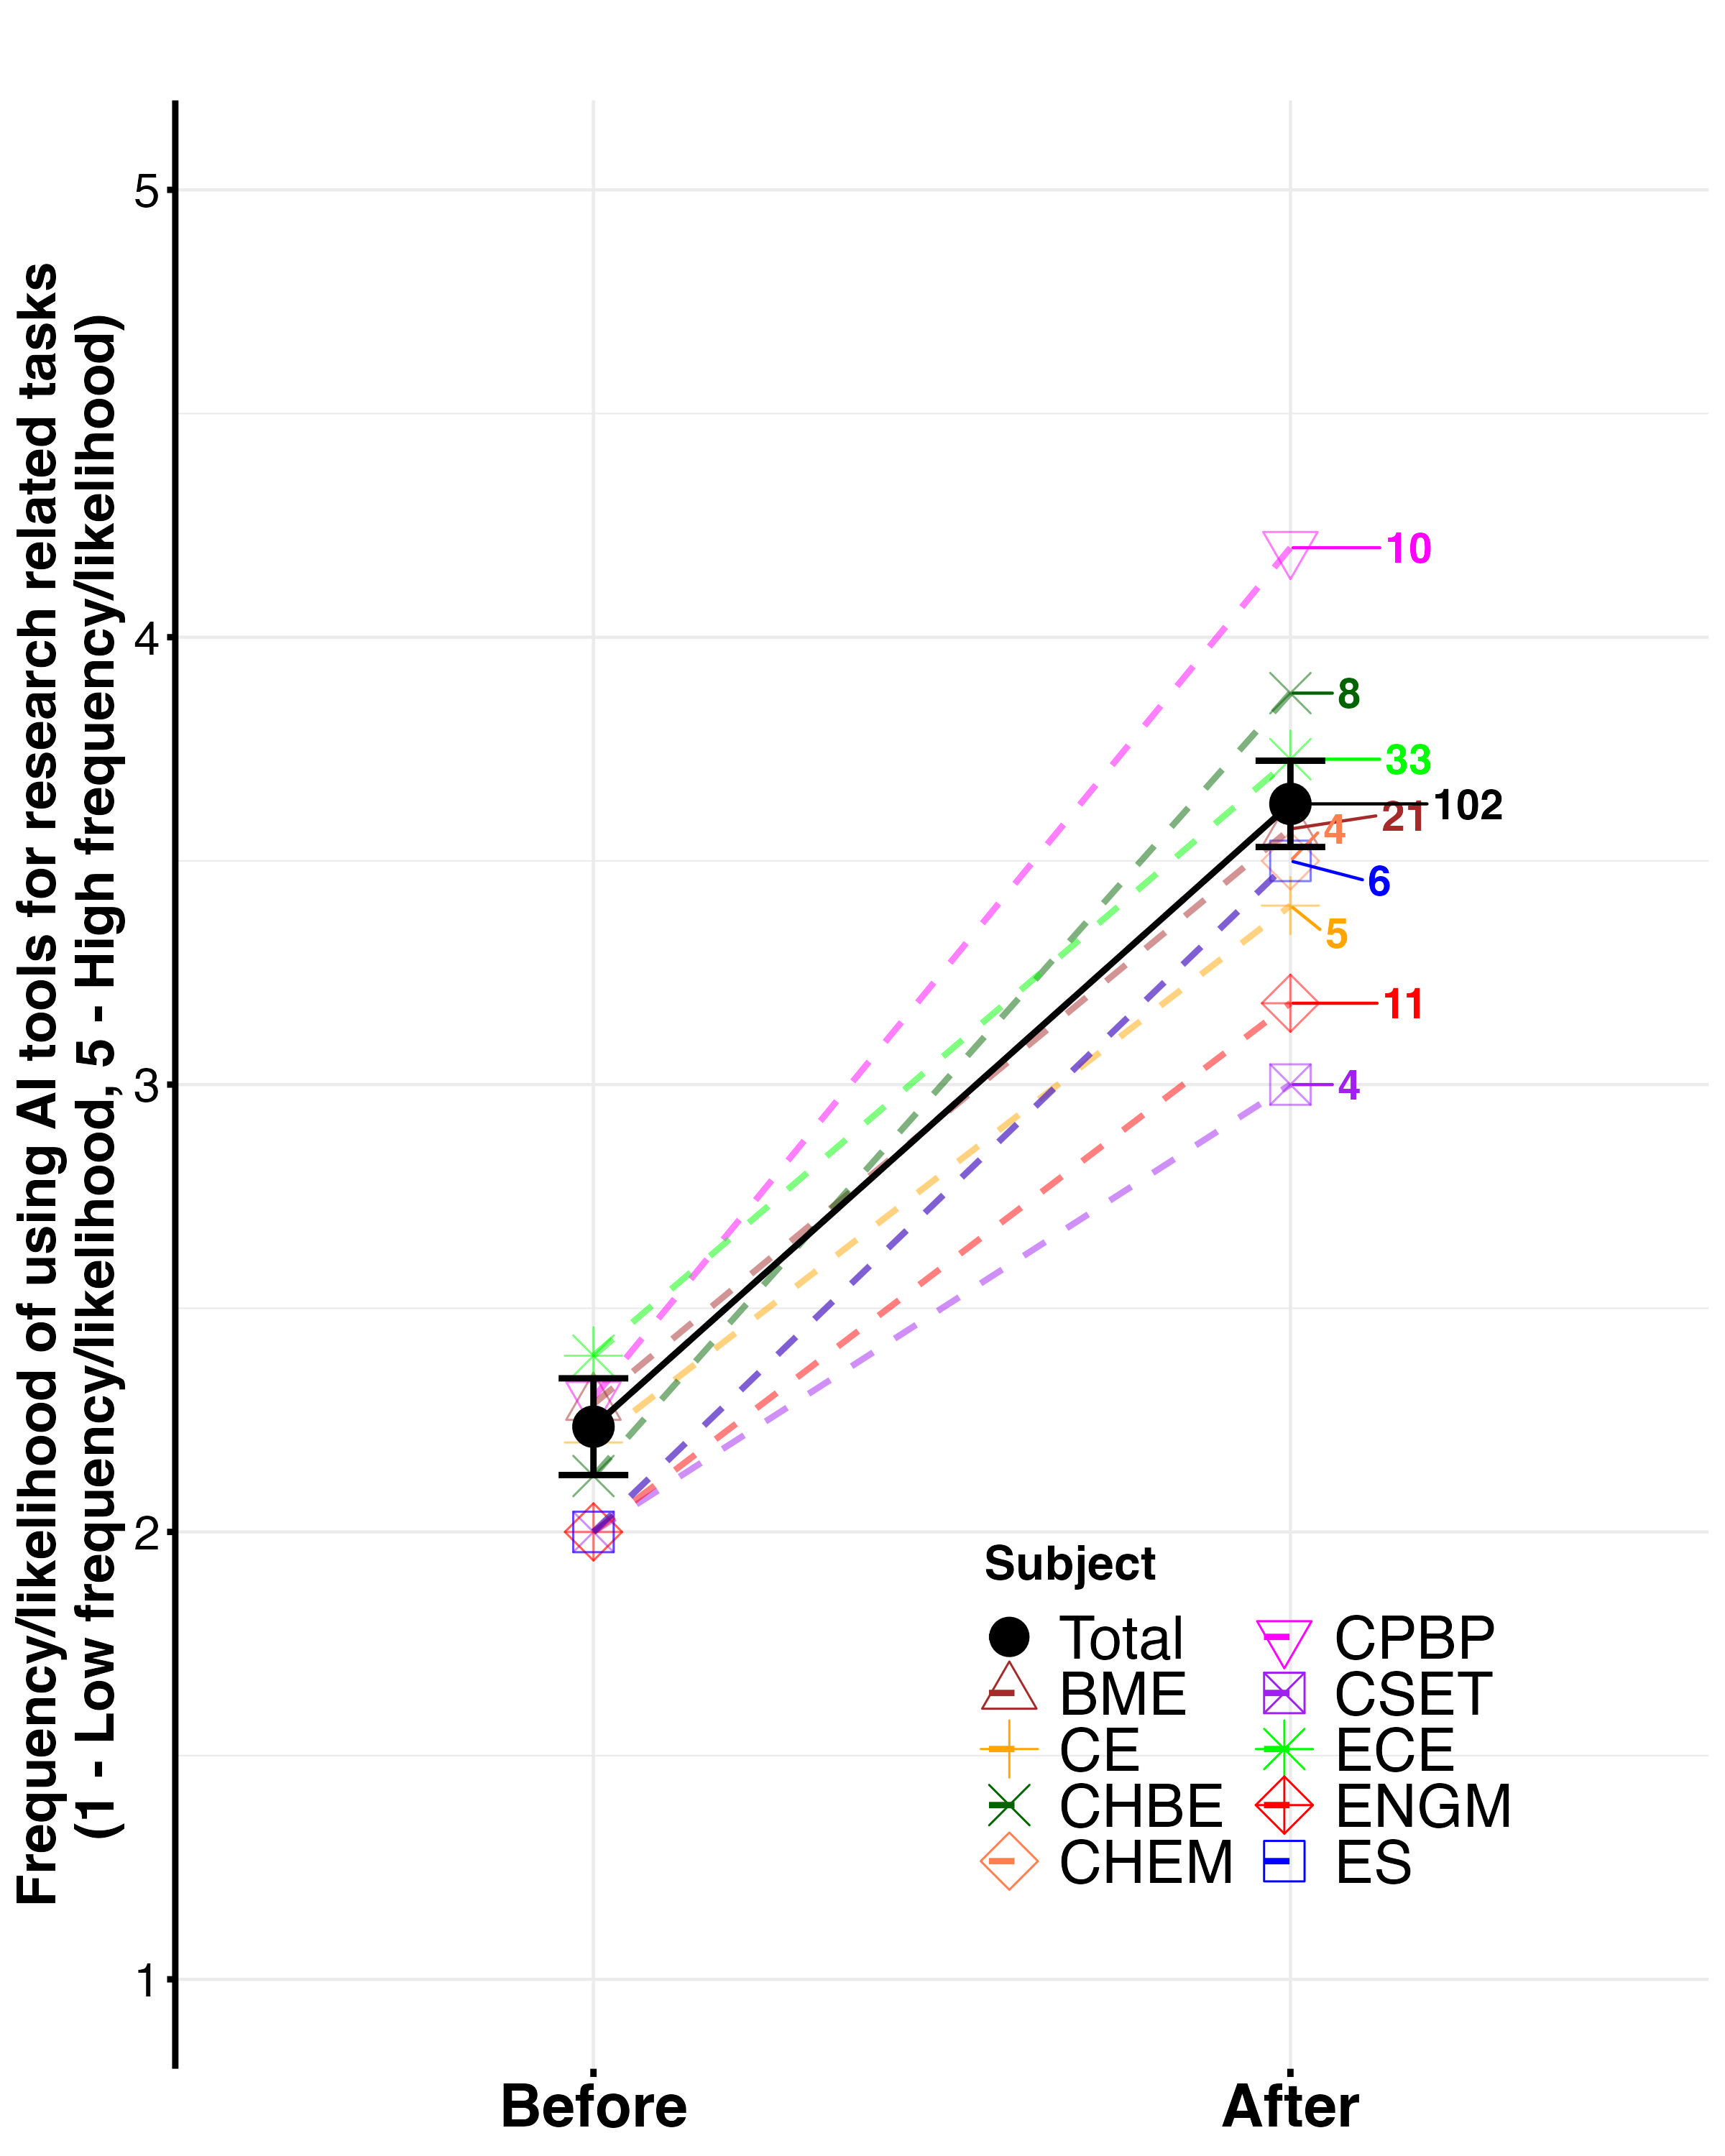 Frequency/likelihood of using AI tools for research related tasks
(1 - Low frequency/likelihood, 5 - High frequency/likelihood)
5
4
3
2
1
10
8
33
102
21
4
6
5
11
4
Subject
Total
BME
CE
CHBE
CHEM
CPBP
CSET
ECE
ENGM
ES
Before
After